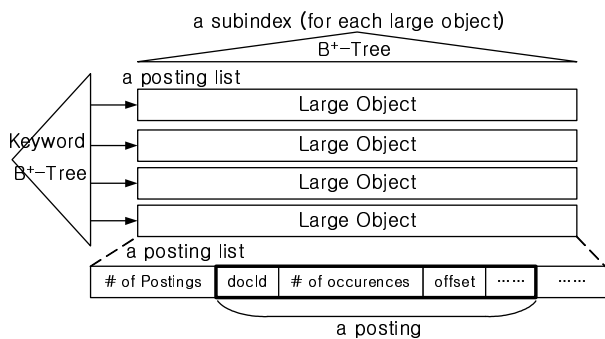 a subindex (for each large object)
B+-Tree
a posting list
Large Object
Keyword
B+-Tree
Large Object
Large Object
Large Object
a posting list
# of Postings docId # of occurences offset ...... ......
a posting